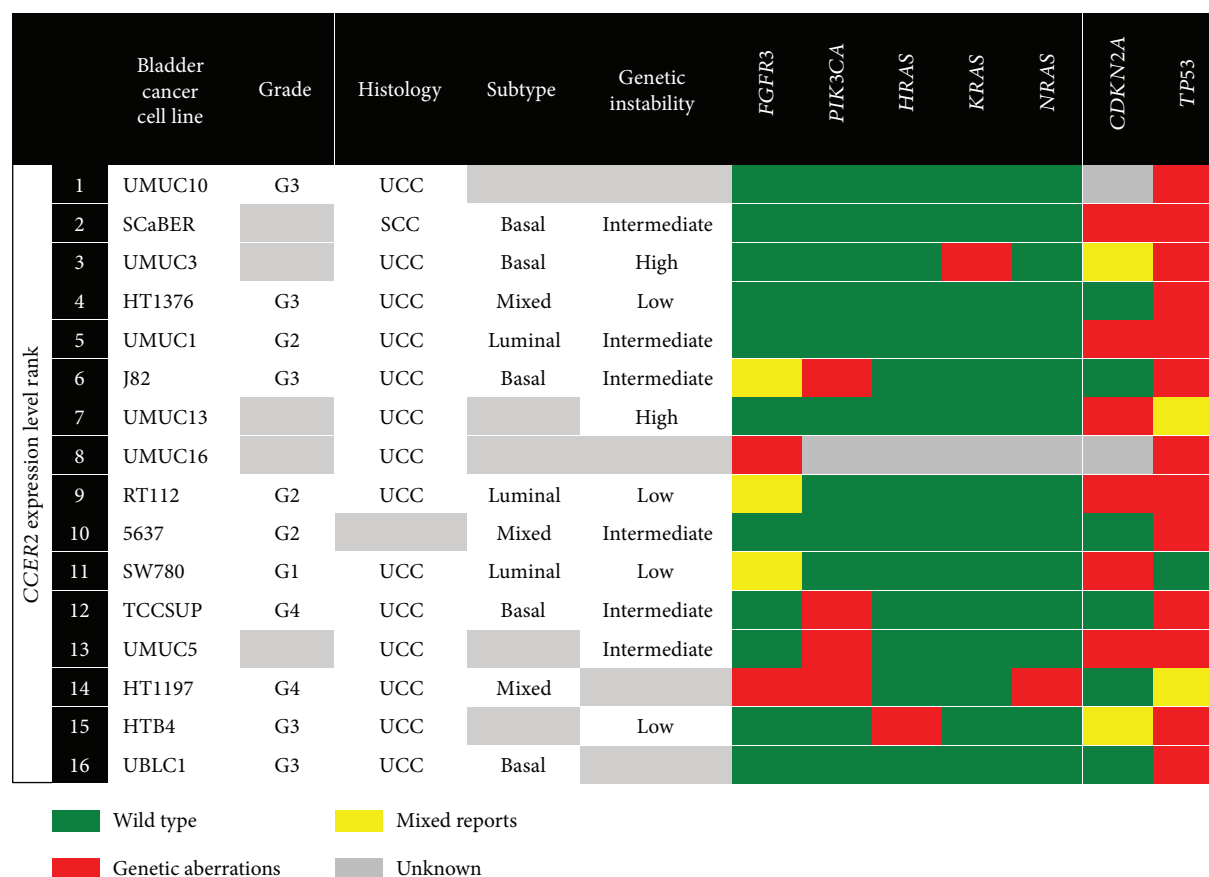 Bladder cancer cell line Grade Histology Subtype Genetic instability FGFR3 PIK3CA HRAS KRAS NRAS CDKN2A TP53
CCER2 expression level rank
1 UMUC10 G3 UCC
2 SCaBER SCC Basal Intermediate
3 UMUC3 UCC Basal High
4 HT1376 G3 UCC Mixed Low
5 UMUC1 G2 UCC Luminal Intermediate
6 J82 G3 UCC Basal Intermediate
7 UMUC13 UCC High
8 UMUC16 UCC
9 RT112 G2 UCC Luminal Low
10 5637 G2 Mixed Intermediate
11 SW780 G1 UCC Luminal Low
12 TCCSUP G4 UCC Basal Intermediate
13 UMUC5 UCC Intermediate
14 HT1197 G4 UCC Mixed
15 HTB4 G3 UCC Low
16 UBLC1 G3 UCC Basal
Wild type Mixed reports
Genetic aberrations Unknown